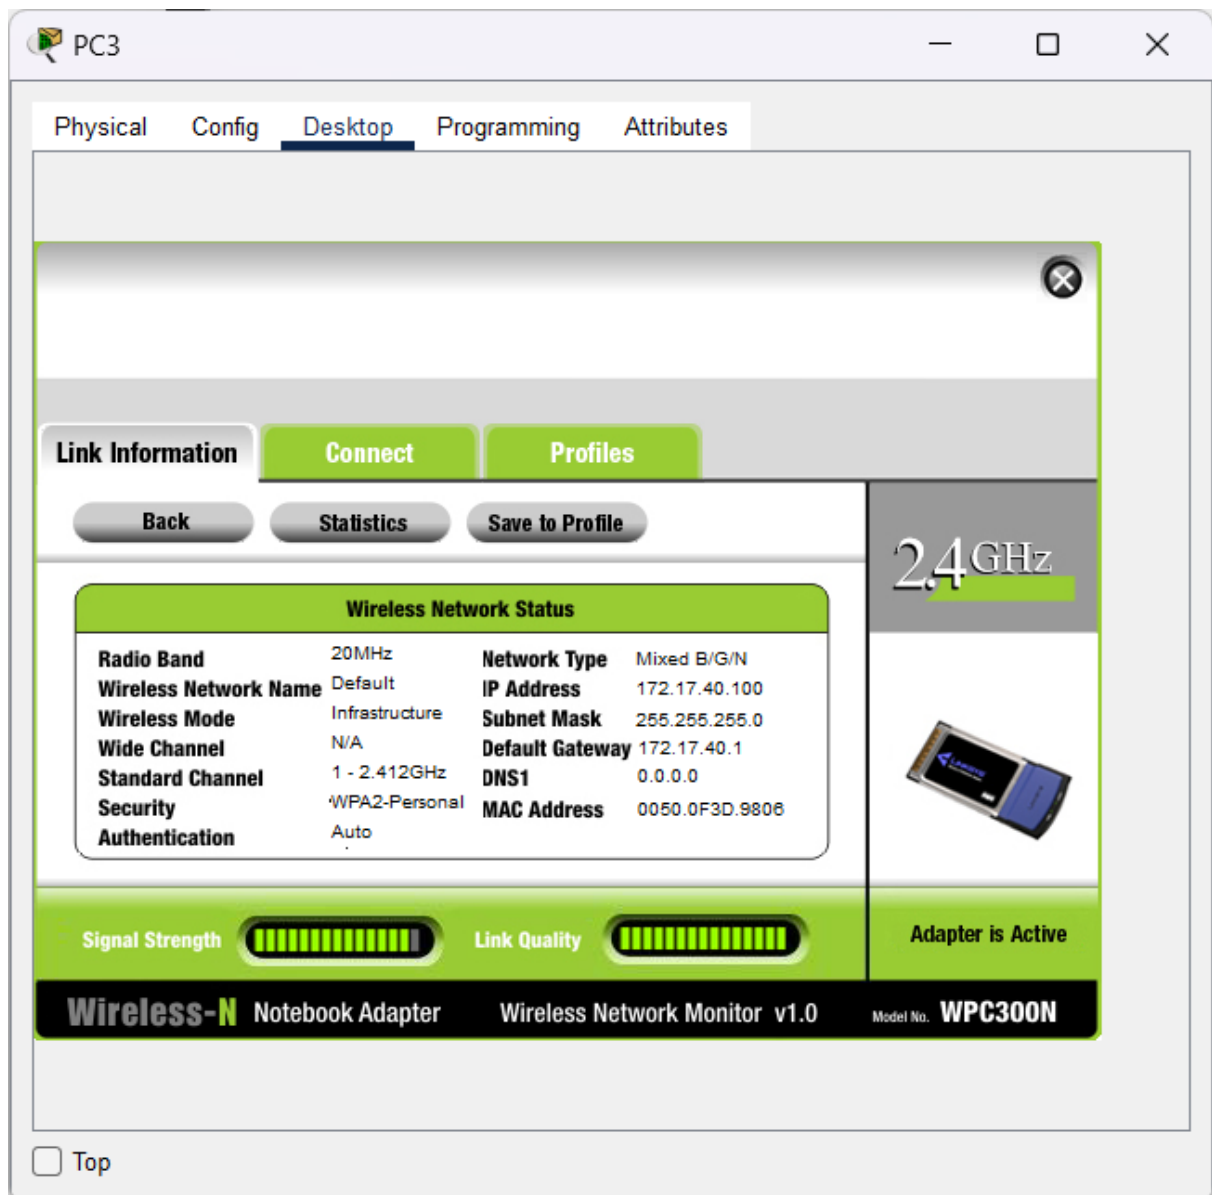 PC3
Physical Config Desktop Programming Attributes
Link Information Connect Profiles
Back Statistics Save to Profile
2.4GHz
Wireless Network Status
Radio Band 20MHz Network Type Mixed B/G/N
Wireless Network Name Default IP Address 172.17.40.100
Wireless Mode Infrastructure Subnet Mask 255.255.255.0
Wide Channel N/A Default Gateway 172.17.40.1
Standard Channel 1 - 2.412GHz DNS1 0.0.0.0
Security WPA2-Personal MAC Address 0050.0F3D.9806
Authentication Auto
Signal Strength Link Quality Adapter is Active
Wireless-N Notebook Adapter Wireless Network Monitor v1.0 Model No. WPC300N
Top